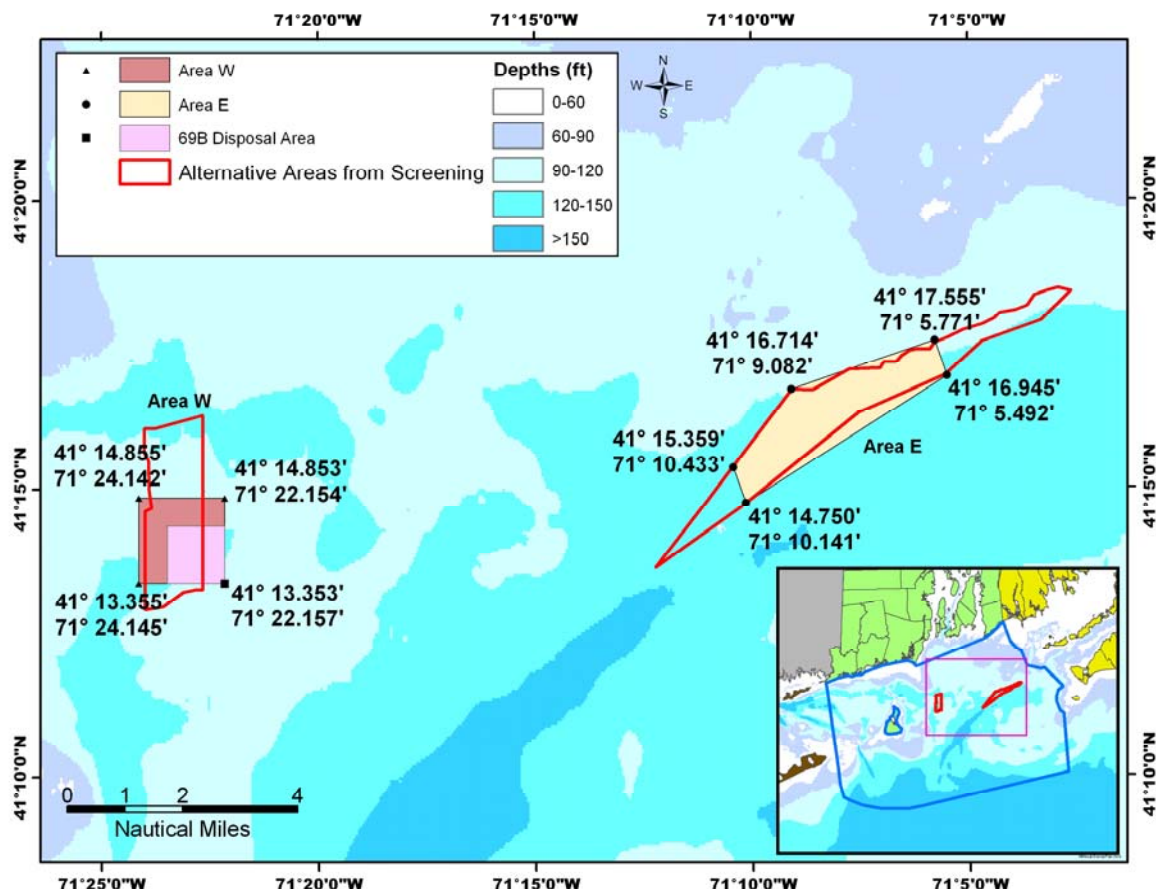 71°25'0"W
71°20'0"W
71°15'0"W
71°10'0"W
71°5'0"W
Area W
Area E
69B Disposal Area
Alternative Areas from Screening
Depths (ft)
0-60
60-90
90-120
120-150
>150
N
W E
S
41°20'0"N
41°20'0"N
41° 17.555'
71° 5.771'
41° 16.714'
71° 9.082'
41° 16.945'
71° 5.492'
Area E
41° 15.359'
71° 10.433'
41° 14.750'
71° 10.141'
Area W
41° 14.855'
71° 24.142'
41° 14.853'
71° 22.154'
41° 13.355'
71° 24.145'
41° 13.353'
71° 22.157'
41°15'0"N
41°15'0"N
41°10'0"N
41°10'0"N
0 1 2 4
Nautical Miles
71°25'0"W
71°20'0"W
71°15'0"W
71°10'0"W
71°5'0"W